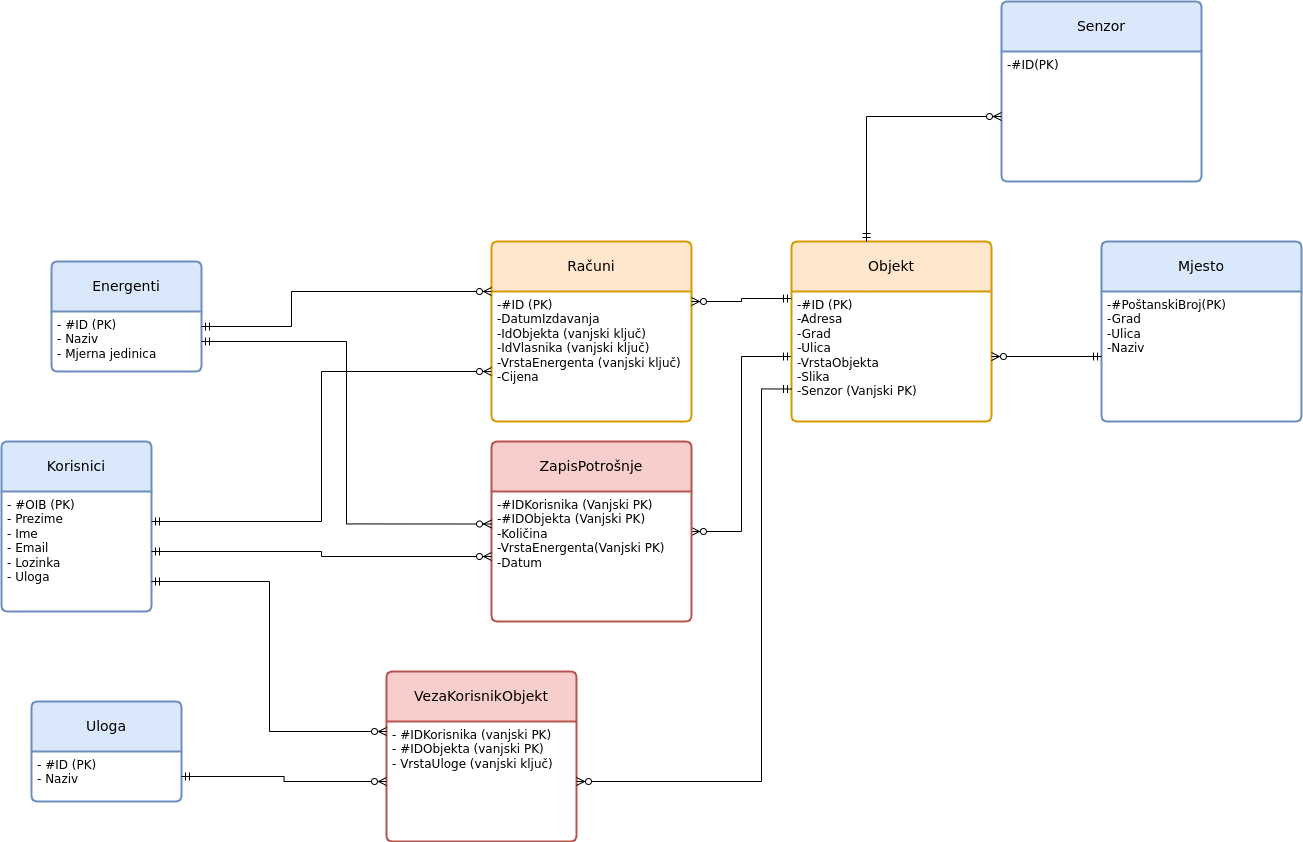 Senzor
-#ID(PK)
Računi
-#ID (PK)
-DatumIzdavanja
-IdObjekta (vanjski ključ)
-IdVlasnika (vanjski ključ)
-VrstaEnergenta (vanjski ključ)
-Cijena
Objekt
-#ID (PK)
-Adresa
-Grad
-Ulica
-VrstaObjekta
-Slika
-Senzor (Vanjski PK)
Mjesto
-#PoštanskiBroj(PK)
-Grad
-Ulica
-Naziv
Energenti
- #ID (PK)
- Naziv
- Mjerna jedinica
Korisnici
- #OIB (PK)
- Prezime
- Ime
- Email
- Lozinka
- Uloga
ZapisPotrošnje
-#IDKorisnika (Vanjski PK)
-#IDObjekta (Vanjski PK)
-Količina
-VrstaEnergenta(Vanjski PK)
-Datum
VezaKorisnikObjekt
- #IDKorisnika (vanjski PK)
- #IDObjekta (vanjski PK)
- VrstaUloge (vanjski ključ)
Uloga
- #ID (PK)
- Naziv